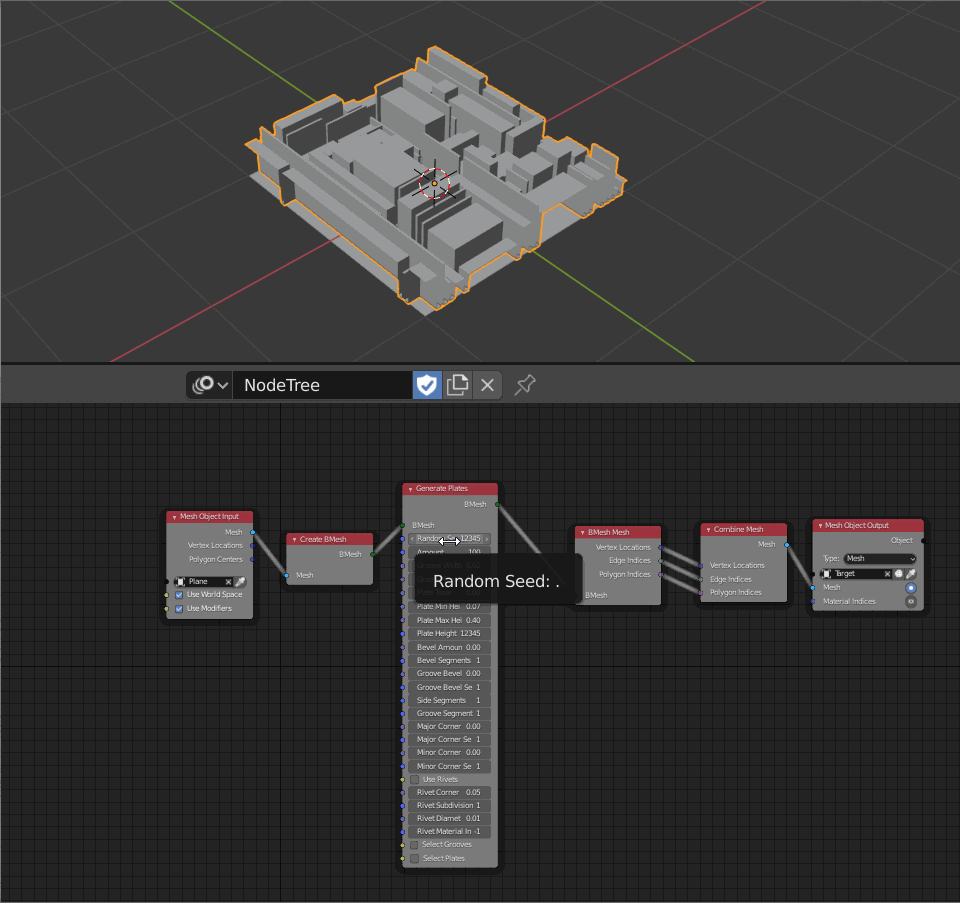 NodeTree
Mesh Object Input
Mesh
Vertex Locations
Polygon Centers
Plane
Use World Space
Use Modifiers
Create BMesh
BMesh
Mesh
Generate Plates
BMesh
BMesh
12345
Amount 100
Random Seed: .
Plate Min Hei 0.07
Plate Max Hei 0.40
Plate Height 12345
Bevel Amoun 0.00
Bevel Segments 1
Groove Bevel 0.00
Groove Bevel Se 1
Side Segments 1
Groove Segment 1
Major Corner 0.00
Major Corner Se 1
Minor Corner 0.00
Minor Corner Se 1
Use Rivets
Rivet Corner 0.05
Rivet Subdivision 1
Rivet Diamet 0.01
Rivet Material In -1
Select Grooves
Select Plates
BMesh Mesh
Vertex Locations
Edge Indices
Polygon Indices
BMesh
Combine Mesh
Mesh
Vertex Locations
Edge Indices
Polygon Indices
Mesh Object Output
Object
Type: Mesh
Target
Mesh
Material Indices